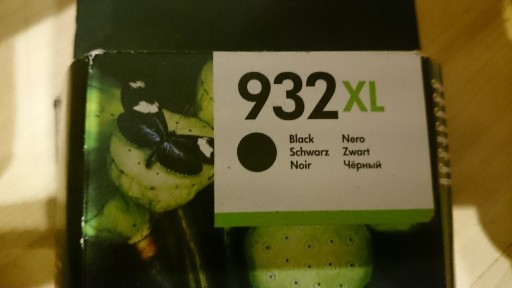 932XL
Black Nero
Schwarz Zwart
Noir Чёрный